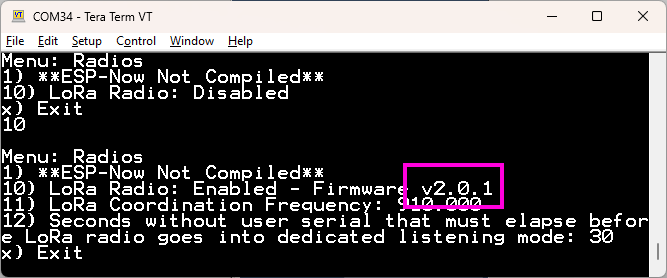 COM34 - Tera Term VT
File Edit Setup Control Window Help
Menu: Radios
1) **ESP-Now Not Compiled**
10) LoRa Radio: Disabled
x) Exit
10
Menu: Radios
1) **ESP-Now Not Compiled**
10) LoRa Radio: Enabled - Firmware v2.0.1
11) LoRa Coordination Frequency: 910.000
12) Seconds without user serial that must elapse befor
e LoRa radio goes into dedicated listening mode: 30
x) Exit